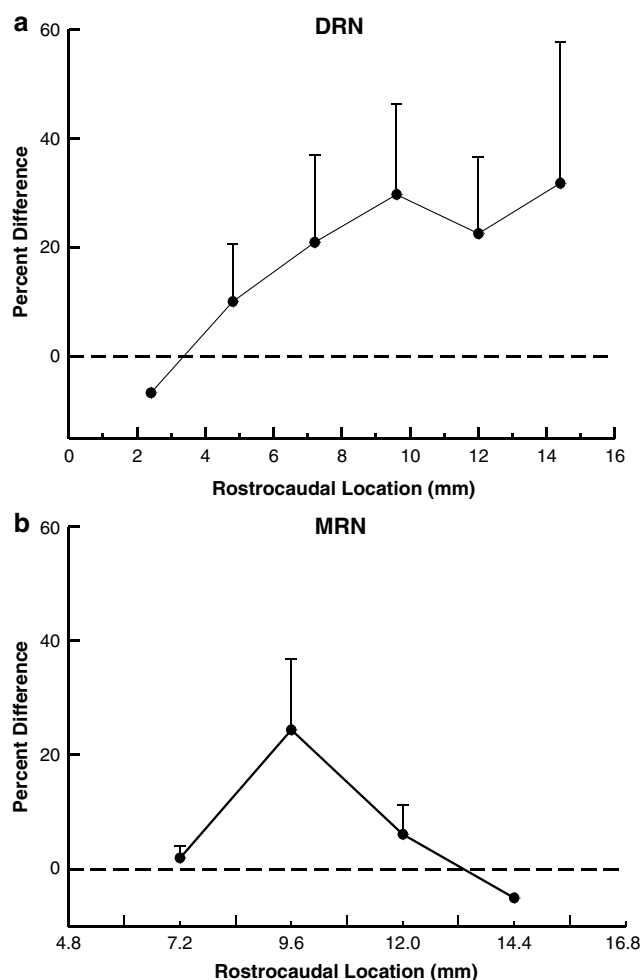 a
DRN
60
40
20
0
Percent Difference
0 2 4 6 8 10 12 14 16
Rostrocaudal Location (mm)
b
MRN
60
40
20
0
Percent Difference
4.8 7.2 9.6 12.0 14.4 16.8
Rostrocaudal Location (mm)